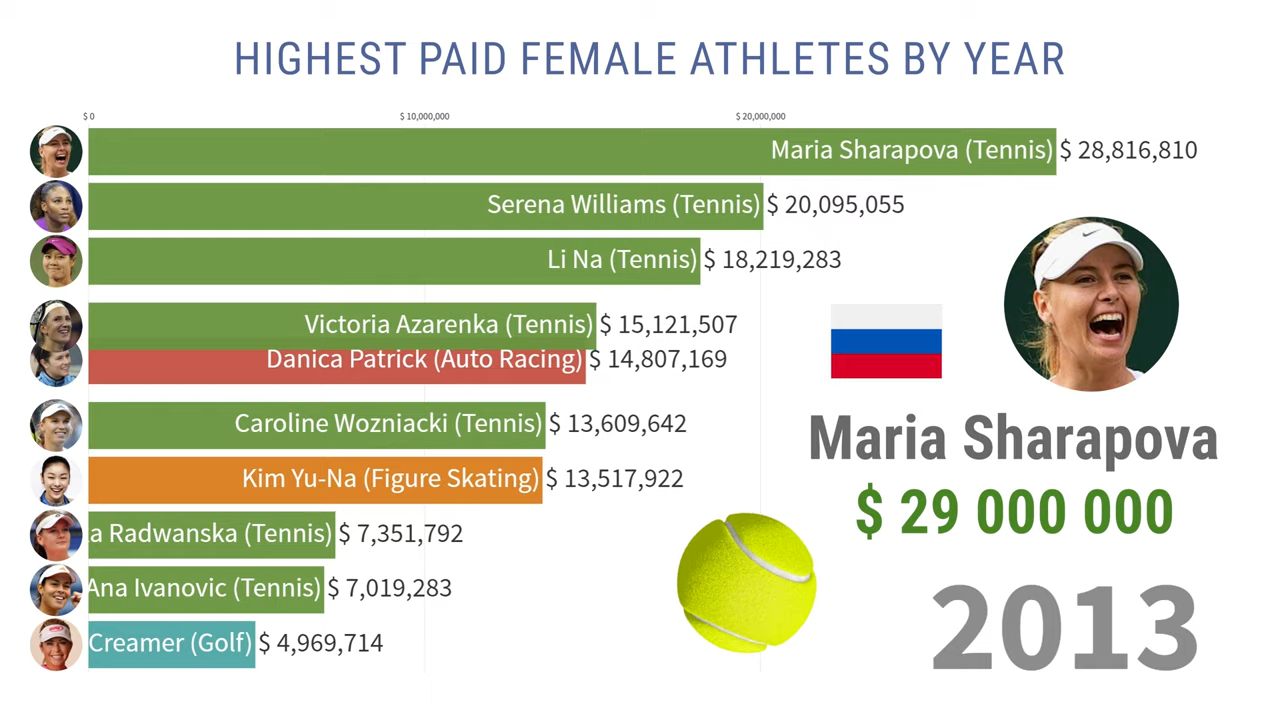 HIGHEST PAID FEMALE ATHLETES BY YEAR
$ 0 $ 10,000,000 $ 20,000,000
Maria Sharapova (Tennis) $ 28,816,810
Serena Williams (Tennis) $ 20,095,055
Li Na (Tennis) $ 18,219,283
Victoria Azarenka (Tennis) $ 15,121,507
Danica Patrick (Auto Racing) $ 14,807,169
Caroline Wozniacki (Tennis) $ 13,609,642
Kim Yu-Na (Figure Skating) $ 13,517,922
a Radwanska (Tennis) $ 7,351,792
Ana Ivanovic (Tennis) $ 7,019,283
Creamer (Golf) $ 4,969,714
Maria Sharapova
$ 29 000 000
2013